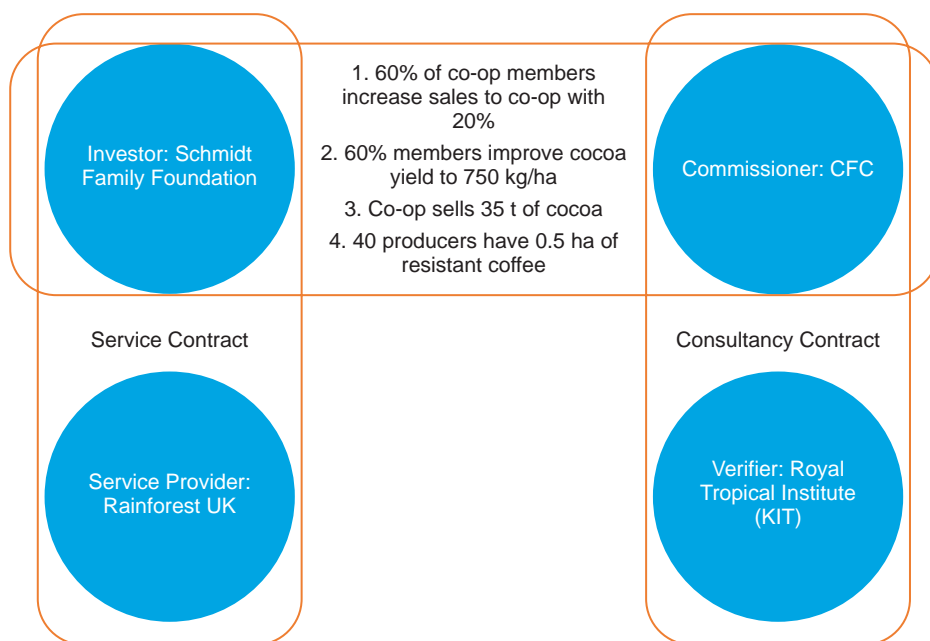 Investor: Schmidt
Family Foundation
1. 60% of co-op members
increase sales to co-op with
20%
2. 60% members improve cocoa
yield to 750 kg/ha
3. Co-op sells 35 t of cocoa
4. 40 producers have 0.5 ha of
resistant coffee
Commissioner: CFC
Service Contract
Consultancy Contract
Service Provider:
Rainforest UK
Verifier: Royal
Tropical Institute
(KIT)